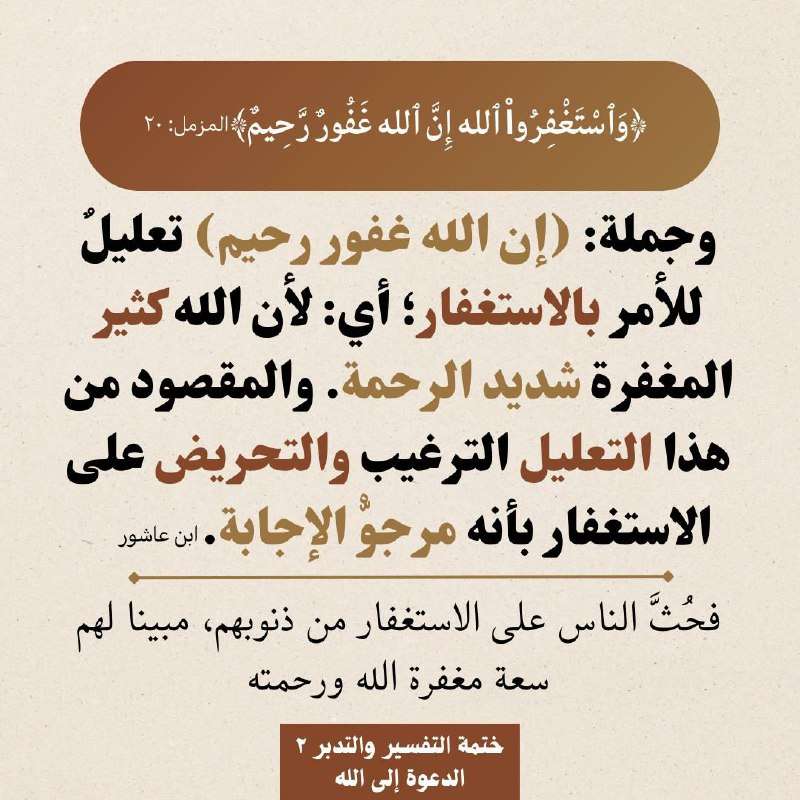 ﴿وَٱسْتَغْفِرُوا۟ ٱلله إِنَّ ٱلله غَفُورٌ رَّحِيمٌ﴾ المزمل: ٢٠
وجملة: (إن الله غفور رحيم) تعليلٌ
للأمر بالاستغفار؛ أي: لأن الله كثير
المغفرة شديد الرحمة. والمقصود من
هذا التعليل الترغيب والتحريض على
الاستغفار بأنه مرجوٌّ الإجابة. ابن عاشور
فحُثَّ الناس على الاستغفار من ذنوبهم، مبينا لهم
سعة مغفرة الله ورحمته
ختمة التفسير والتدبر ٢
الدعوة إلى الله